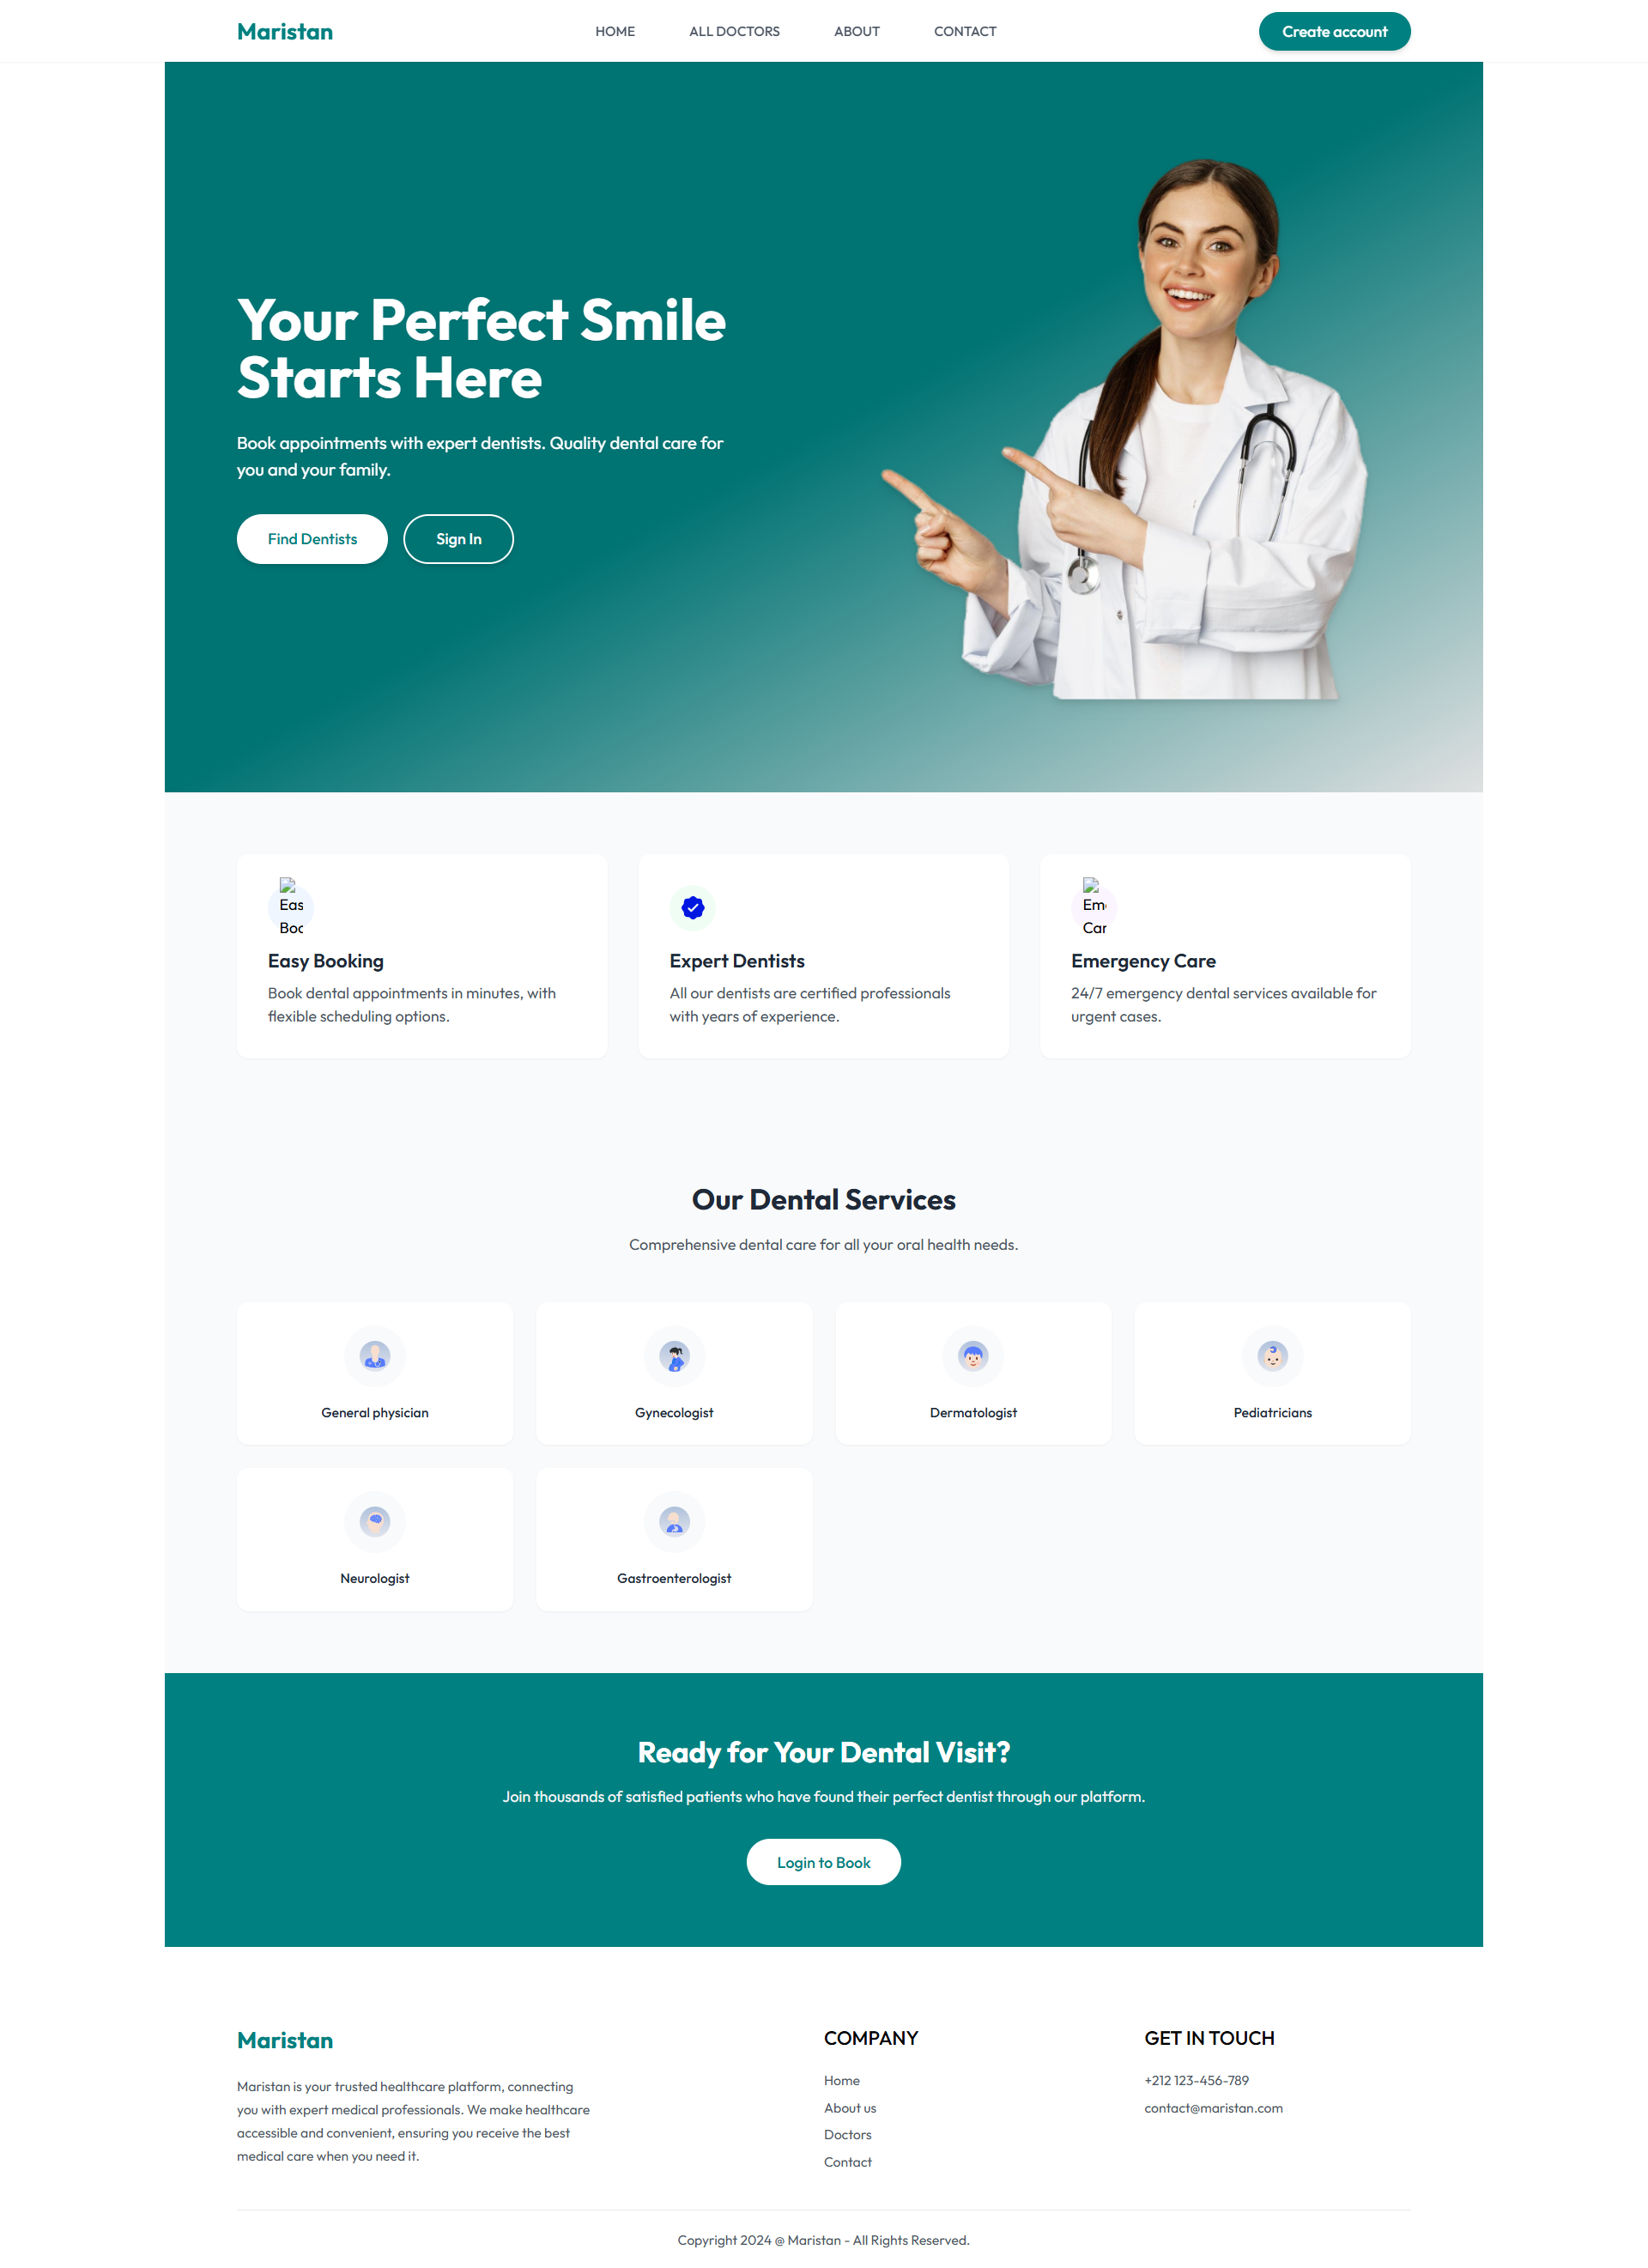 Maristan
HOME
ALL DOCTORS
ABOUT
CONTACT
Create account
Your Perfect Smile
Starts Here
Book appointments with expert dentists. Quality dental care for
you and your family.
Find Dentists
Sign In
Eas
Boo
Easy Booking
Book dental appointments in minutes, with
flexible scheduling options.
Expert Dentists
All our dentists are certified professionals
with years of experience.
Eme
Car
Emergency Care
24/7 emergency dental services available for
urgent cases.
Our Dental Services
Comprehensive dental care for all your oral health needs.
General physician
Gynecologist
Dermatologist
Pediatricians
Neurologist
Gastroenterologist
Ready for Your Dental Visit?
Join thousands of satisfied patients who have found their perfect dentist through our platform.
Login to Book
Maristan
Maristan is your trusted healthcare platform, connecting
you with expert medical professionals. We make healthcare
accessible and convenient, ensuring you receive the best
medical care when you need it.
COMPANY
Home
About us
Doctors
Contact
GET IN TOUCH
+212 123-456-789
contact@maristan.com
Copyright 2024 @ Maristan - All Rights Reserved.